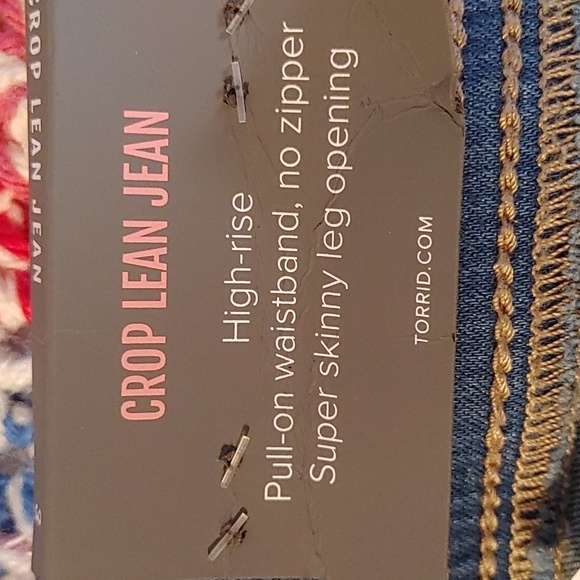 CROP LEAN JEAN
CROP LEAN JEAN
High-rise
Pull-on waistband, no zipper
Super skinny leg opening
TORRID.COM